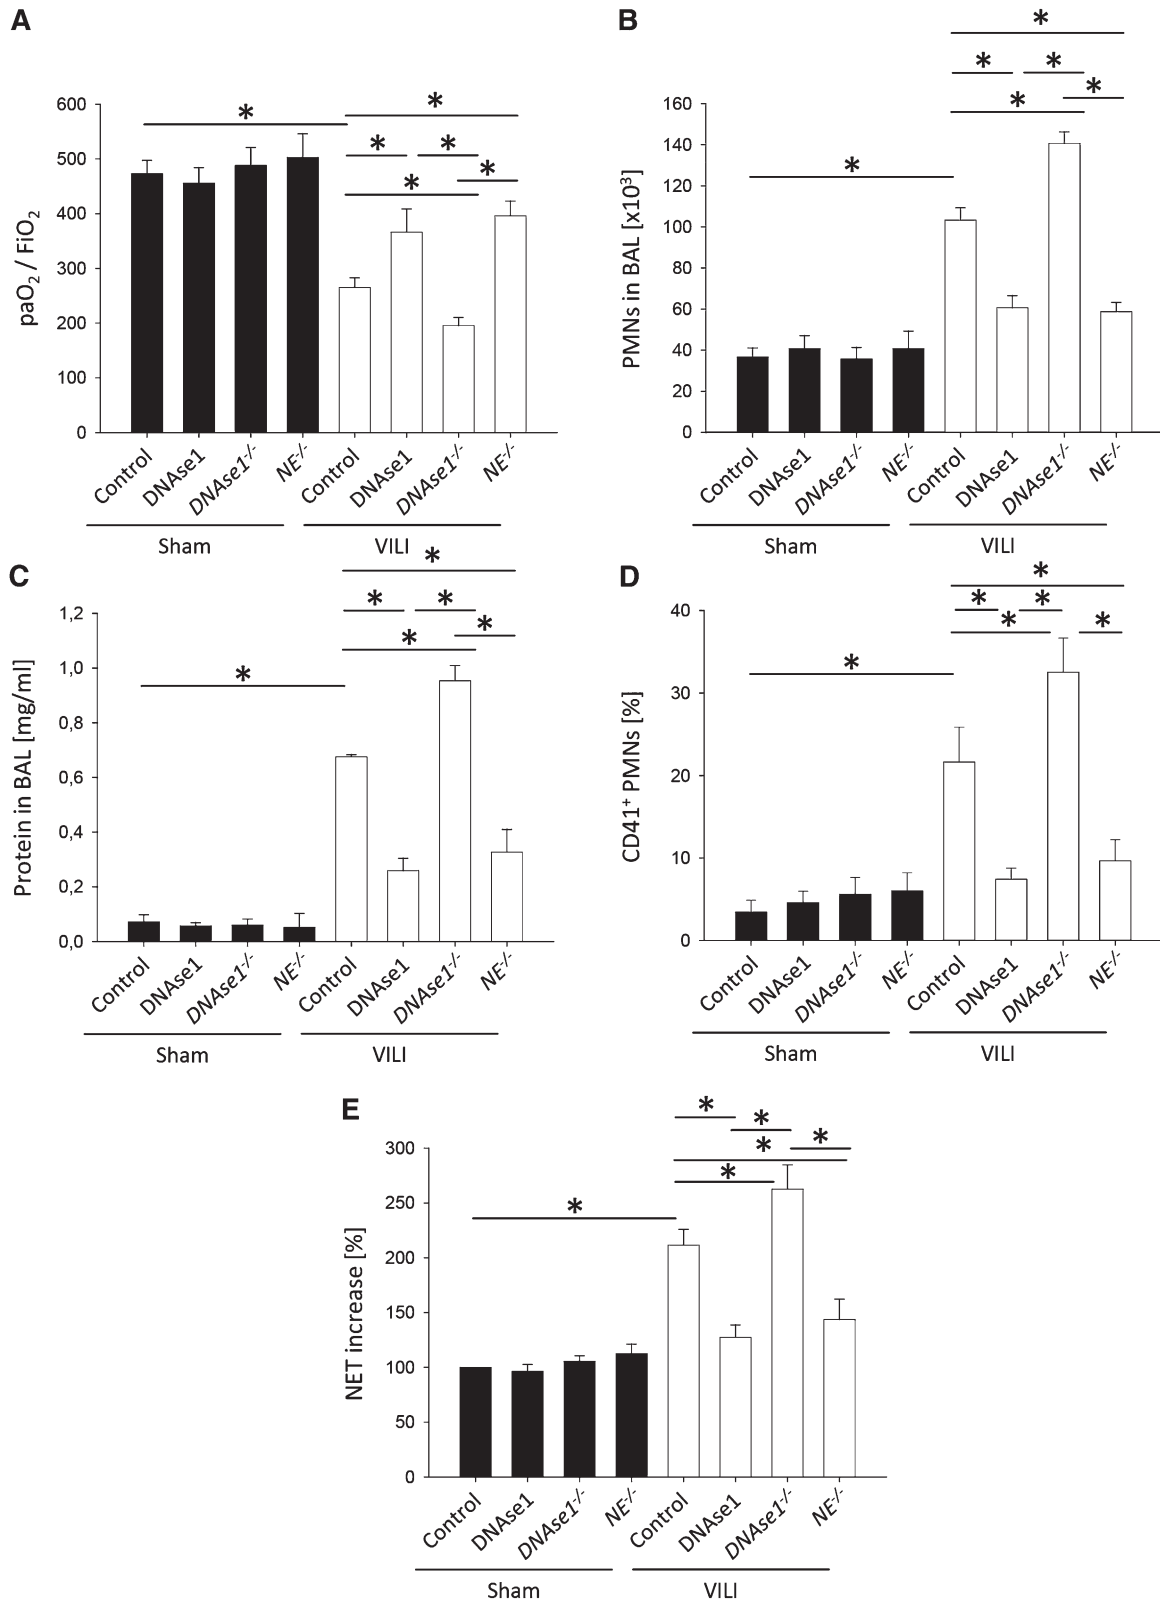 A
*
*
* *
* *
600
500
400
300
200
100
0
paO2 / FiO2
Control DNAse1 DNAse1-/- NE-/- Control DNAse1 DNAse1-/- NE-/-
Sham VILI
B
*
* *
* *
*
160
140
120
100
80
60
40
20
0
PMNs in BAL [x10³]
Control DNAse1 DNAse1-/- NE-/- Control DNAse1 DNAse1-/- NE-/-
Sham VILI
C
*
* *
* *
*
1,2
1,0
0,8
0,6
0,4
0,2
0,0
Protein in BAL [mg/ml]
Control DNAse1 DNAse1-/- NE-/- Control DNAse1 DNAse1-/- NE-/-
Sham VILI
D
*
* *
* *
*
40
30
20
10
0
CD41+ PMNs [%]
Control DNAse1 DNAse1-/- NE-/- Control DNAse1 DNAse1-/- NE-/-
Sham VILI
E
*
*
* *
*
*
300
250
200
150
100
50
0
NET increase [%]
Control DNAse1 DNAse1-/- NE-/- Control DNAse1 DNAse1-/- NE-/-
Sham VILI